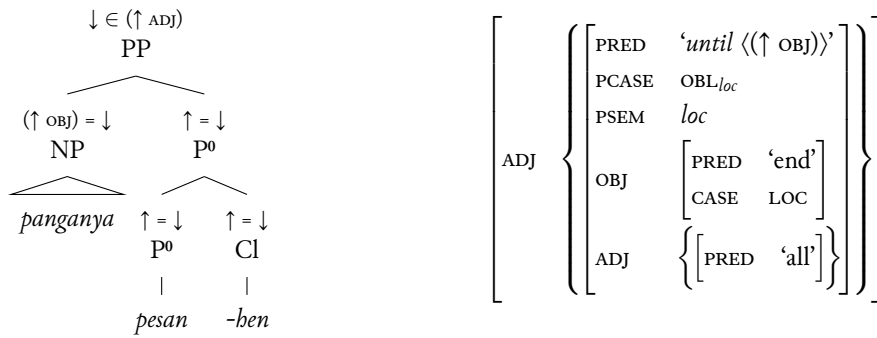 ↓ ∈ (↑ ADJ)
PP
(↑ OBJ) = ↓ ↑ = ↓
NP P⁰
panganya ↑ = ↓ ↑ = ↓
P⁰ Cl
pesan -hen
PRED ‘until ⟨(↑ OBJ)⟩’
PCASE OBL_loc
PSEM loc
ADJ
OBJ PRED ‘end’
CASE LOC
ADJ { [ PRED ‘all’ ] }